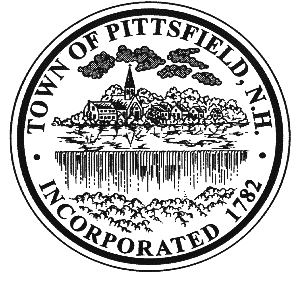 TOWN OF PITTSFIELD, N.H.
INCORPORATED 1782